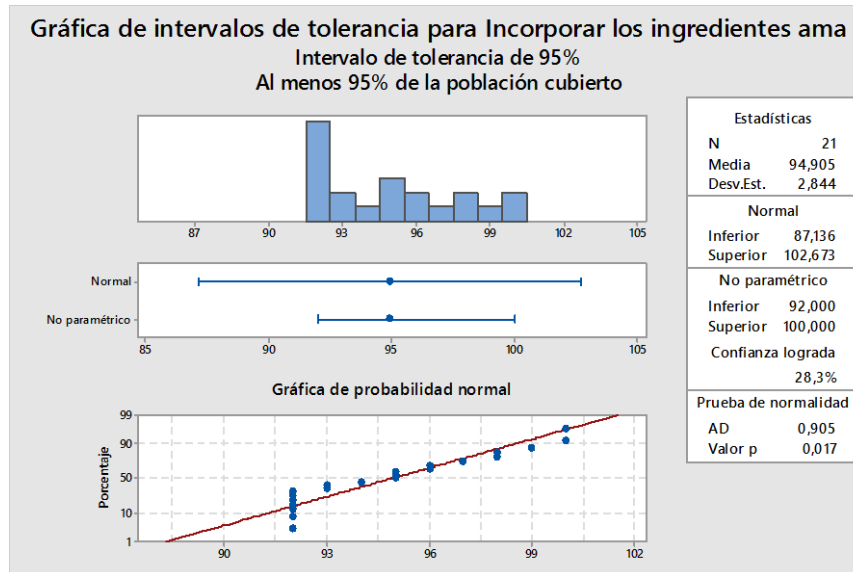 Gráfica de intervalos de tolerancia para Incorporar los ingredientes ama
Intervalo de tolerancia de 95%
Al menos 95% de la población cubierto
87 90 93 96 99 102 105
Normal
No paramétrico
85 90 95 100 105
Gráfica de probabilidad normal
Porcentaje
99
90
50
10
1
90 93 96 99 102
Estadísticas
N 21
Media 94,905
Desv.Est. 2,844
Normal
Inferior 87,136
Superior 102,673
No paramétrico
Inferior 92,000
Superior 100,000
Confianza lograda
28,3%
Prueba de normalidad
AD 0,905
Valor p 0,017